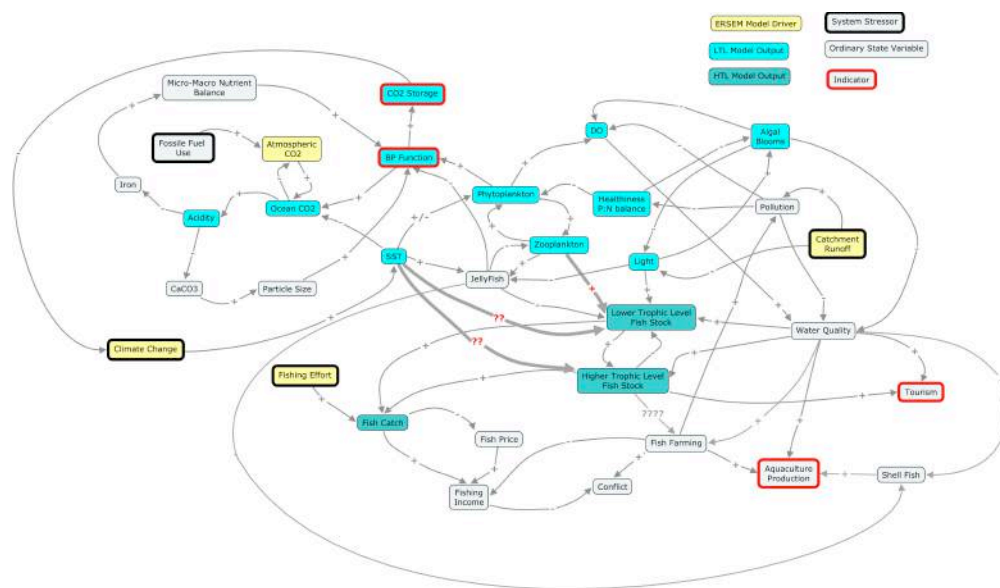 ERSEM Model Driver
System Stressor
LTL Model Output
Ordinary State Variable
HTL Model Output
Indicator
Micro-Macro Nutrient
Balance
CO2 Storage
DO
Algal
Blooms
Fossile Fuel
Use
Atmospheric
CO2
BP Function
Iron
Phytoplankton
Healthiness
P:N balance
Pollution
Acidity
Ocean CO2
Catchment
Runoff
Zooplankton
SST
Light
JellyFish
CaCO3
Particle Size
+
Lower Trophic Level
Fish Stock
??
Water Quality
??
Climate Change
Fishing Effort
Higher Trophic Level
Fish Stock
Tourism
????
Fish Catch
Fish Price
Fish Farming
Aquaculture
Production
Shell Fish
Fishing
Income
Conflict